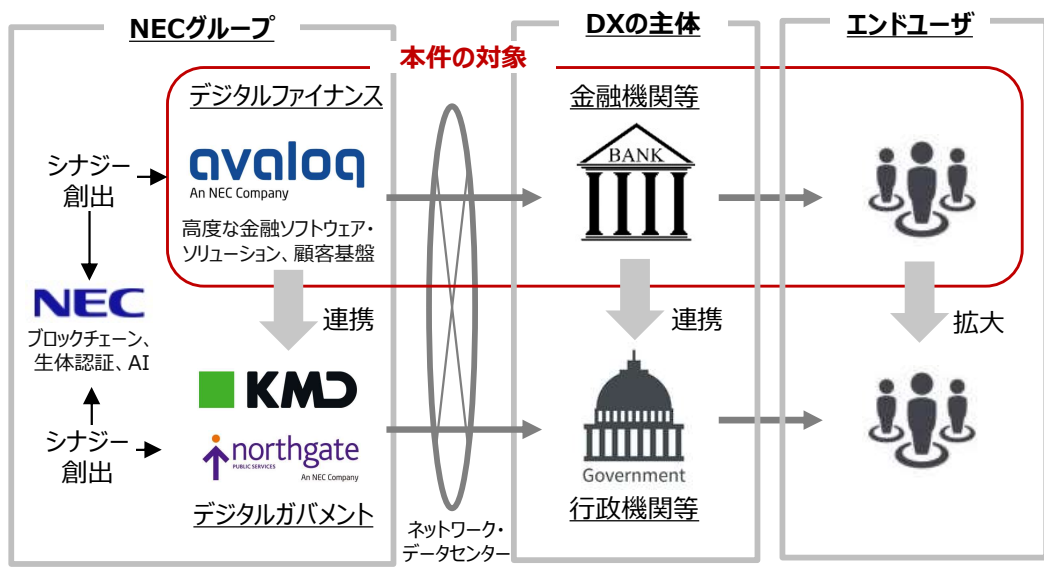 NECグループ
DXの主体
エンドユーザ
本件の対象
デジタルファイナンス
金融機関等
avaloq
An NEC Company
BANK
シナジー
創出
高度な金融ソフトウェア・
ソリューション、顧客基盤
NEC
ブロックチェーン、
生体認証、AI
連携
連携
拡大
KMD
シナジー
創出
northgate
PUBLIC SERVICES
An NEC Company
Government
デジタルガバメント
行政機関等
ネットワーク・
データセンター